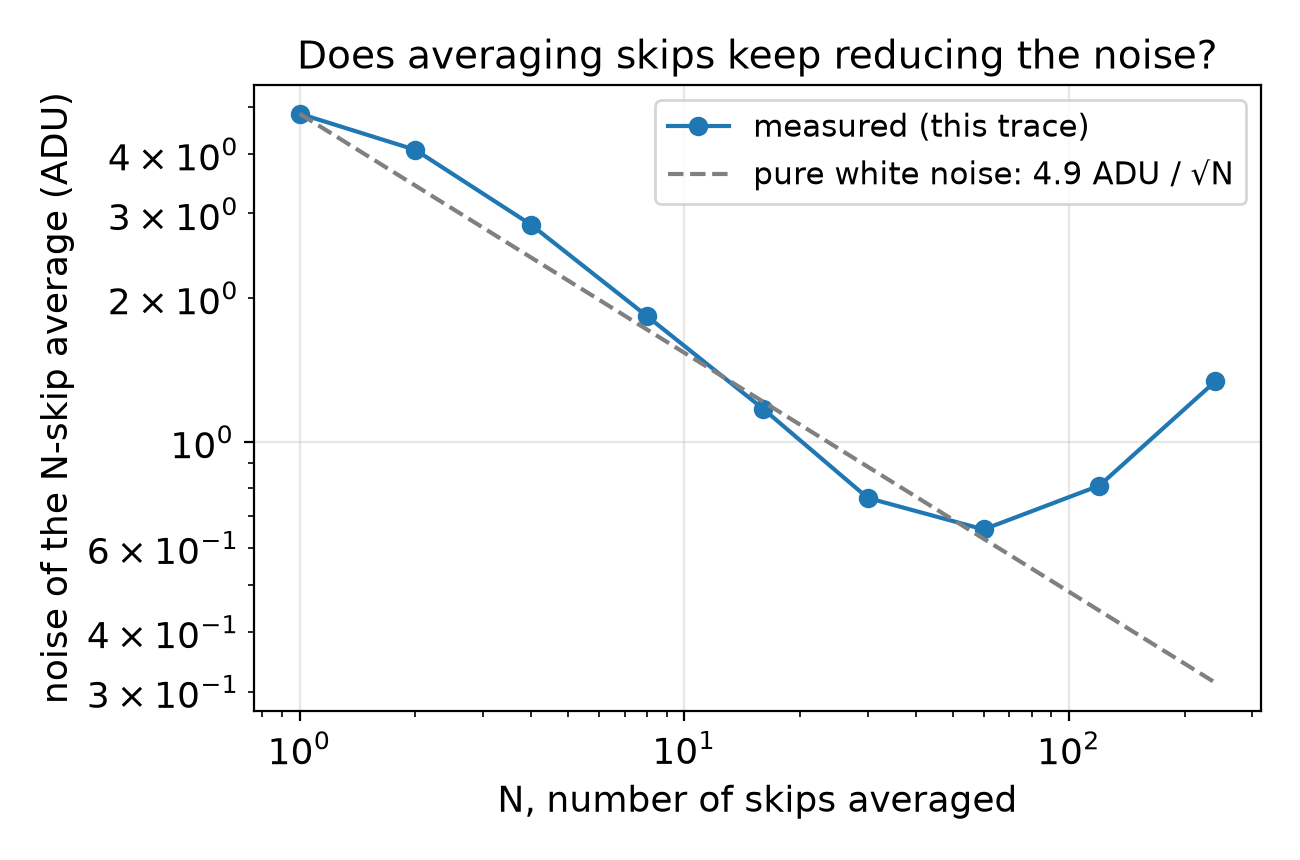 Does averaging skips keep reducing the noise?
measured (this trace)
pure white noise: 4.9 ADU / √N
noise of the N-skip average (ADU)
4 × 10⁰
3 × 10⁰
2 × 10⁰
10⁰
6 × 10⁻¹
4 × 10⁻¹
3 × 10⁻¹
10⁰ 10¹ 10²
N, number of skips averaged